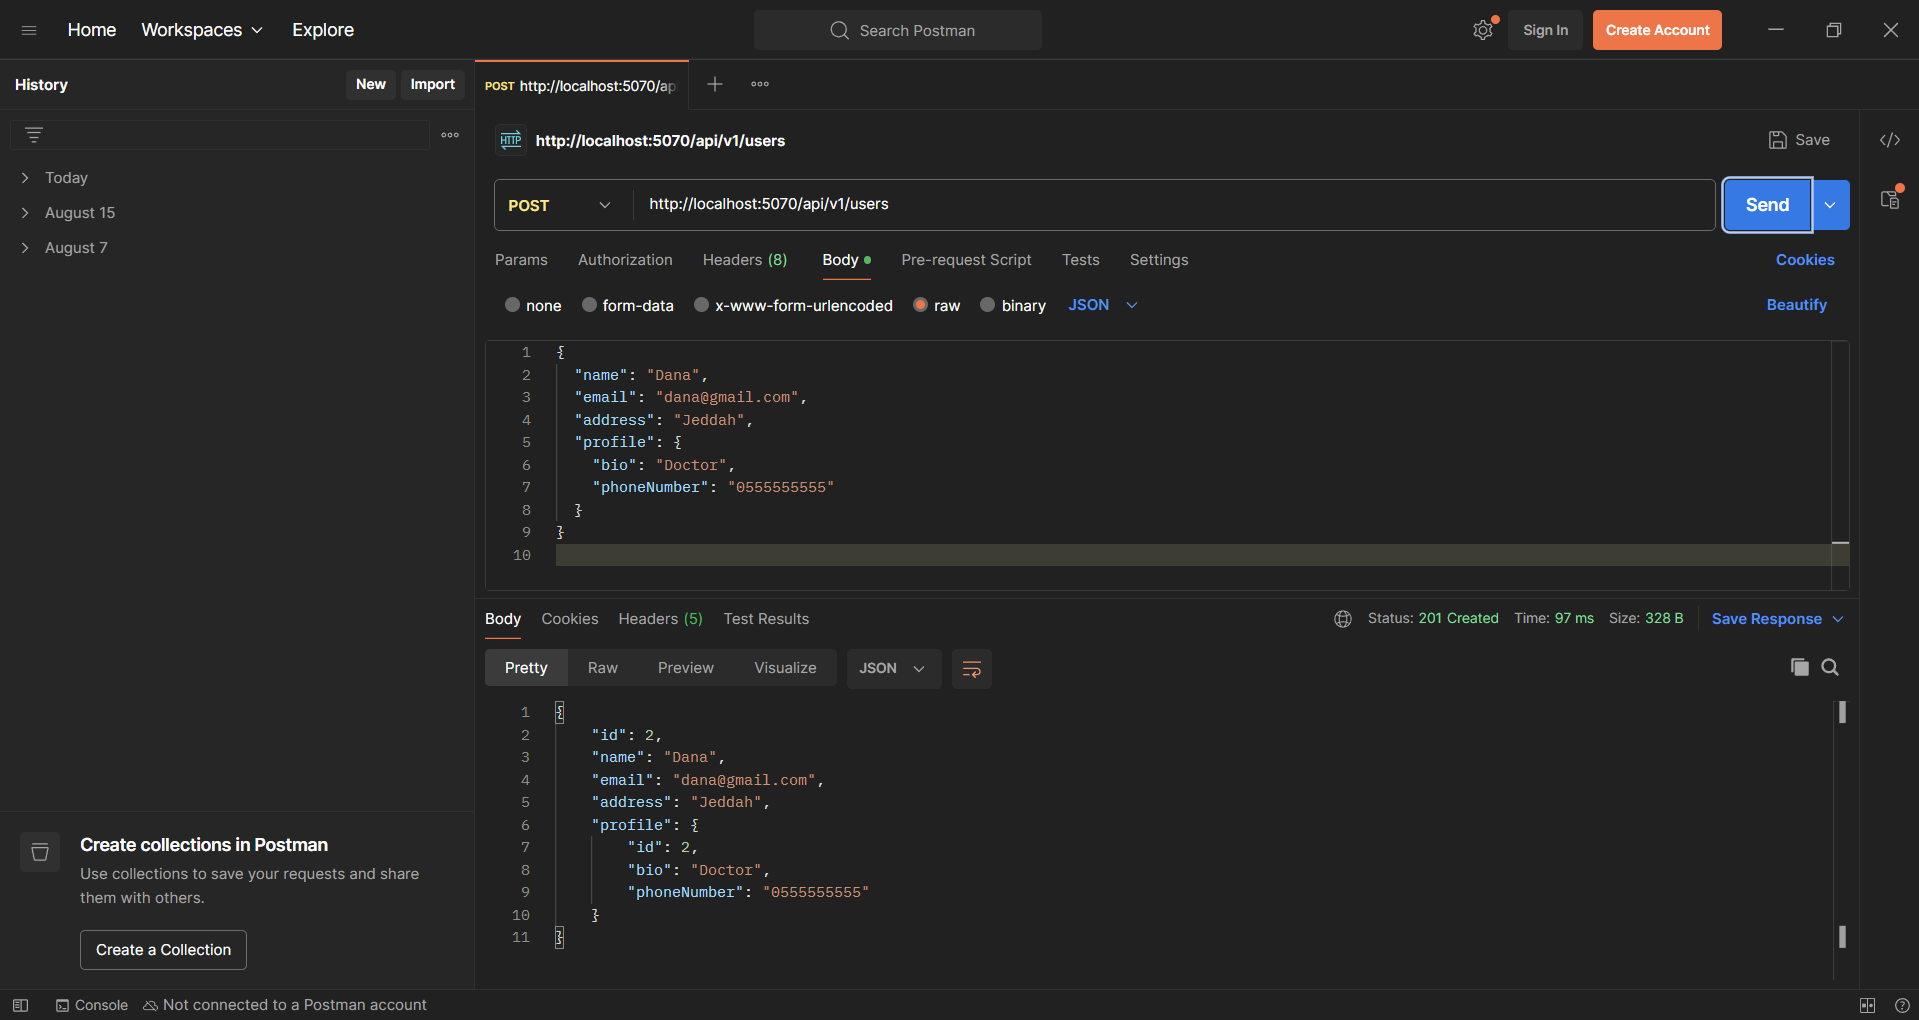 Home Workspaces Explore Search Postman Sign In Create Account
History New Import POST http://localhost:5070/ap
HTTP http://localhost:5070/api/v1/users Save
Today
August 15
August 7
POST http://localhost:5070/api/v1/users Send
Params Authorization Headers (8) Body Pre-request Script Tests Settings Cookies
none form-data x-www-form-urlencoded raw binary JSON Beautify
1 {
2 "name": "Dana",
3 "email": "dana@gmail.com",
4 "address": "Jeddah",
5 "profile": {
6 "bio": "Doctor",
7 "phoneNumber": "0555555555"
8 }
9 }
10
Body Cookies Headers (5) Test Results Status: 201 Created Time: 97 ms Size: 328 B Save Response
Pretty Raw Preview Visualize JSON
1 {
2 "id": 2,
3 "name": "Dana",
4 "email": "dana@gmail.com",
5 "address": "Jeddah",
6 "profile": {
7 "id": 2,
8 "bio": "Doctor",
9 "phoneNumber": "0555555555"
10 }
11 }
Create collections in Postman
Use collections to save your requests and share
them with others.
Create a Collection
Console Not connected to a Postman account